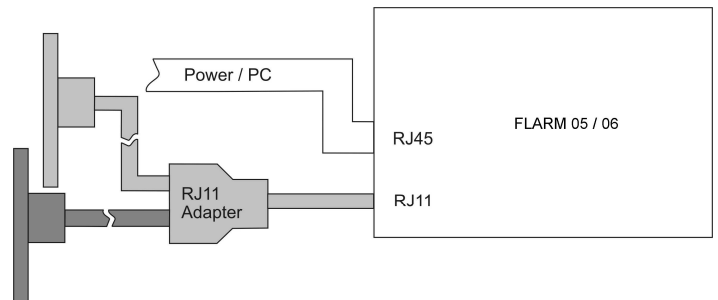 Power / PC
FLARM 05 / 06
RJ45
RJ11
Adapter
RJ11